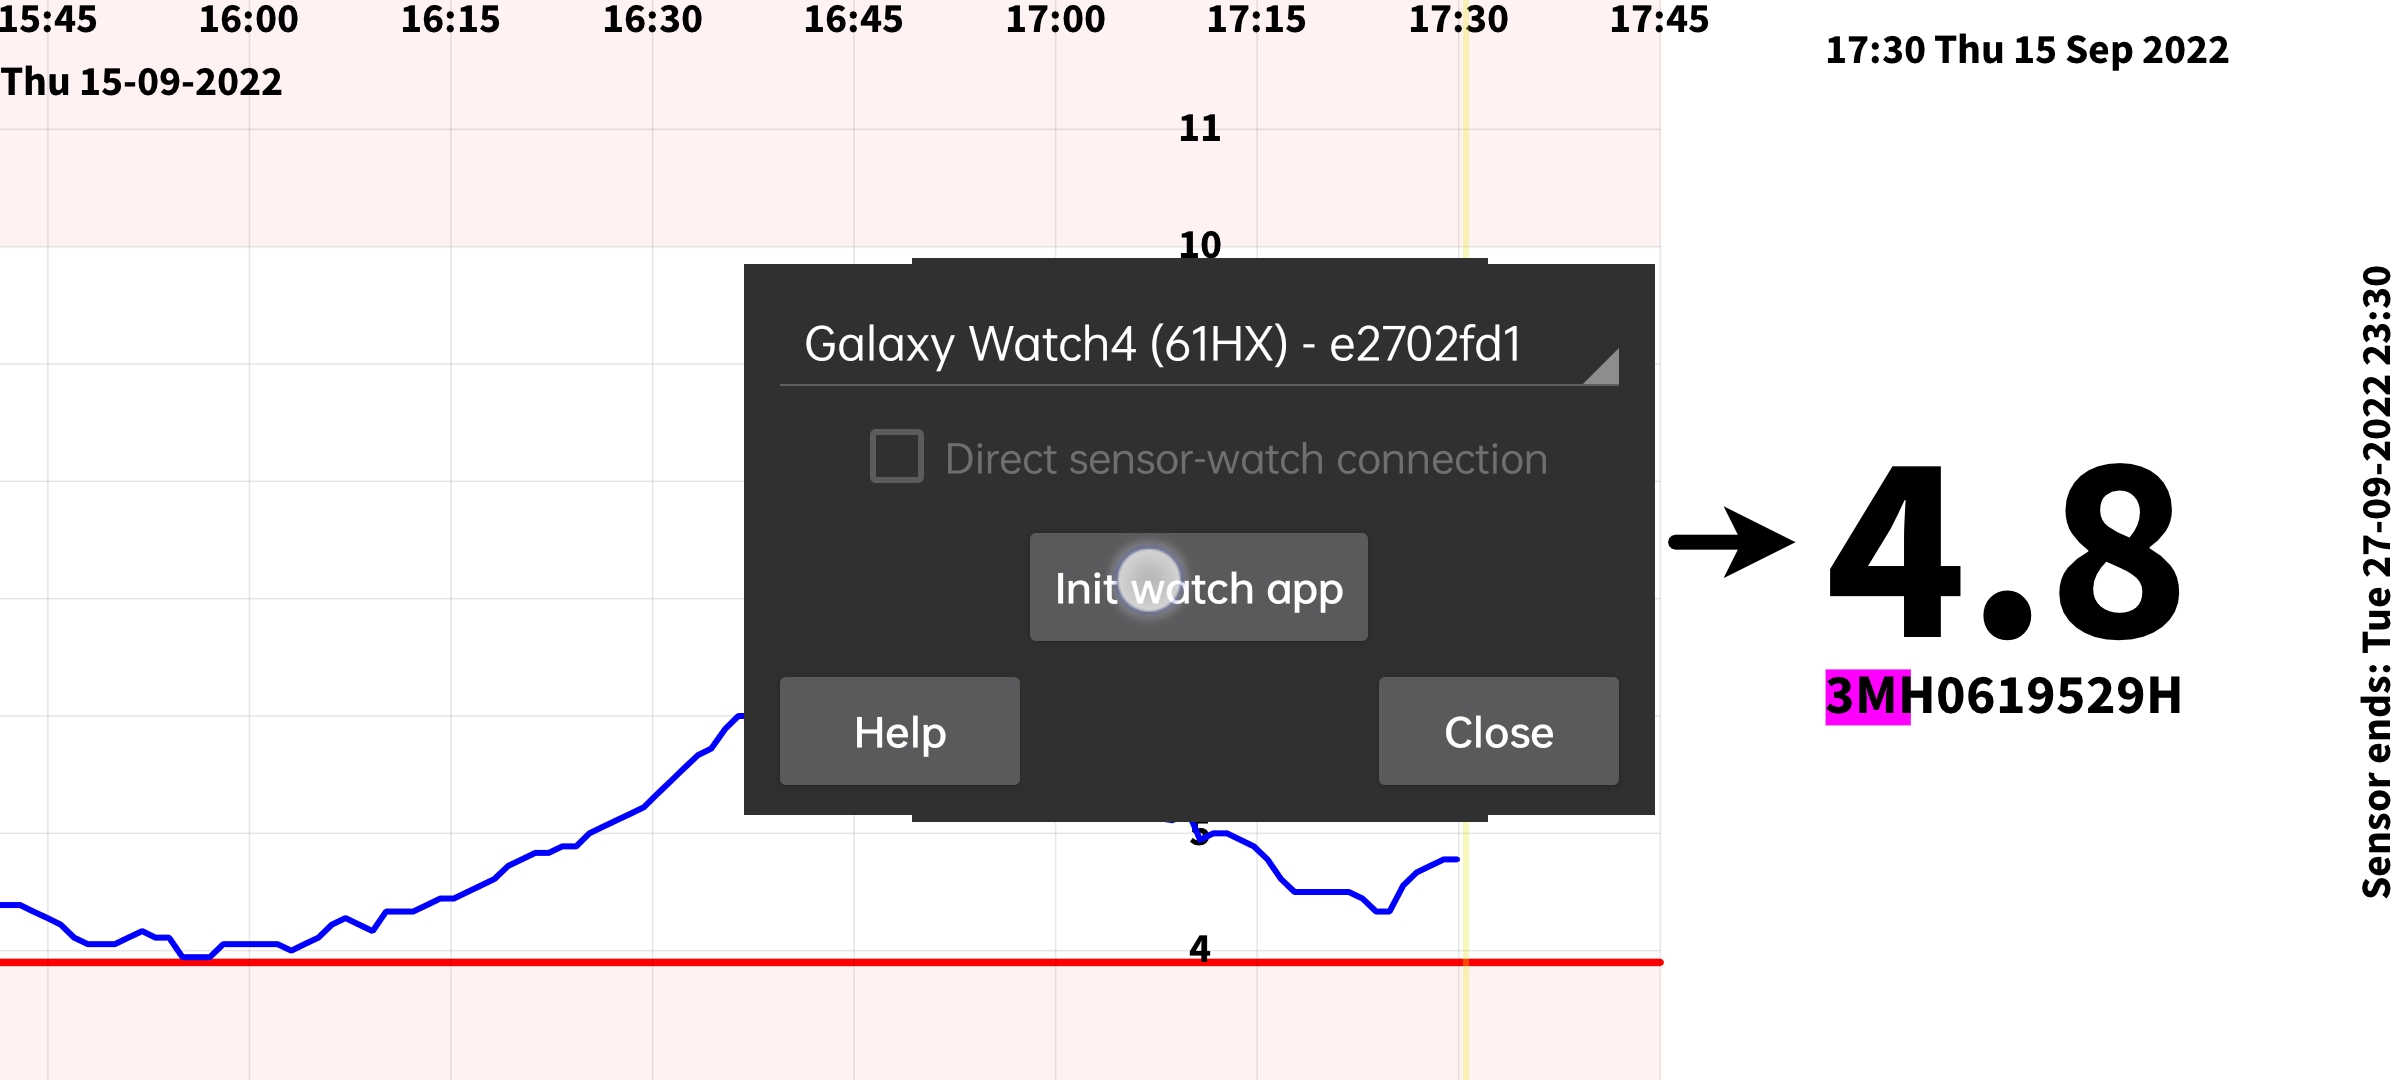 15:45 16:00 16:15 16:30 16:45 17:00 17:15 17:30 17:45
Thu 15-09-2022
17:30 Thu 15 Sep 2022
11
10
Galaxy Watch4 (61HX) - e2702fd1
Direct sensor-watch connection
Init watch app
Help
Close
5
4
4.8
3MH0619529H
Sensor ends: Tue 27-09-2022 23:30